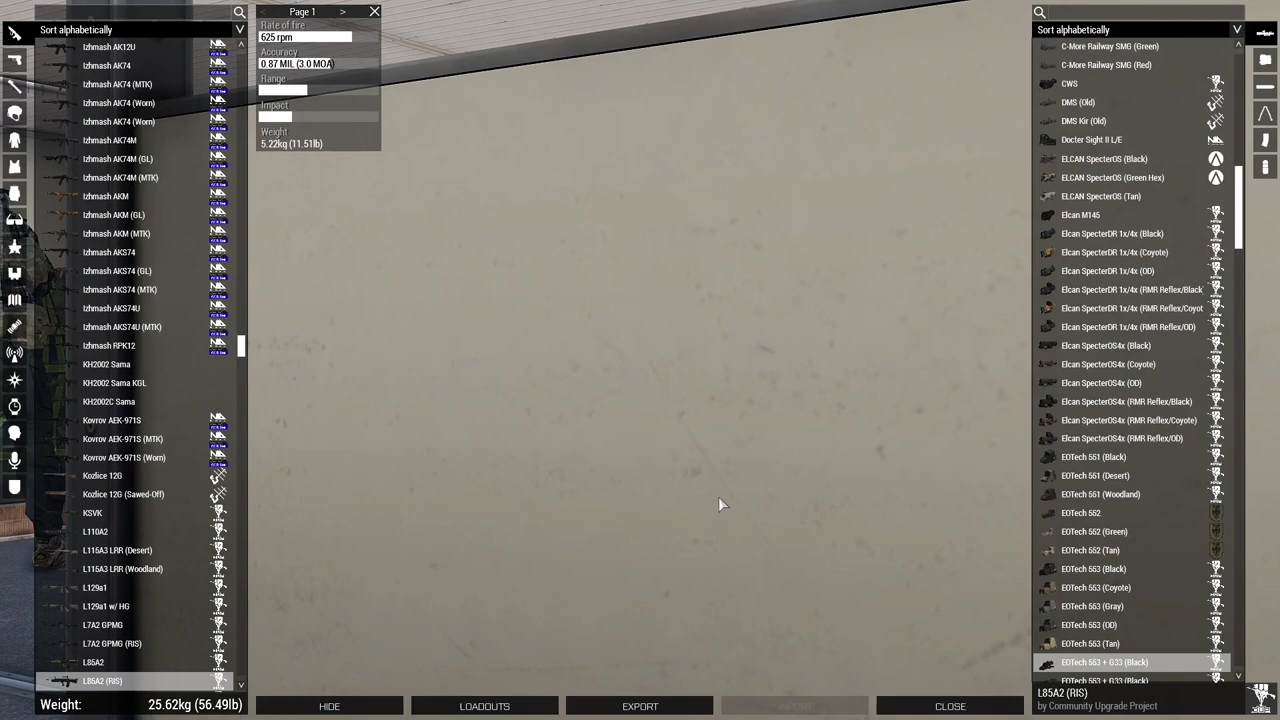 Sort alphabetically
Izhmash AK12U
Izhmash AK74
Izhmash AK74 (MTK)
Izhmash AK74 (Worn)
Izhmash AK74 (Worn)
Izhmash AK74M
Izhmash AK74M (GL)
Izhmash AK74M (MTK)
Izhmash AKM
Izhmash AKM (GL)
Izhmash AKM (MTK)
Izhmash AKS74
Izhmash AKS74 (GL)
Izhmash AKS74 (MTK)
Izhmash AKS74U
Izhmash AKS74U (MTK)
Izhmash RPK12
KH2002 Sama
KH2002 Sama KGL
KH2002C Sama
Kovrov AEK-971S
Kovrov AEK-971S (MTK)
Kovrov AEK-971S (Worn)
Kozlice 12G
Kozlice 12G (Sawed-Off)
KSVK
L110A2
L115A3 LRR (Desert)
L115A3 LRR (Woodland)
L129a1
L129a1 w/ HG
L7A2 GPMG
L7A2 GPMG (RIS)
L85A2
L85A2 (RIS)
Weight: 25.62kg (56.49lb)
< Page 1 >
Rate of fire
625 rpm
Accuracy
0.87 MIL (3.0 MOA)
Range
Impact
Weight
5.22kg (11.51lb)
HIDE
LOADOUTS
EXPORT
IMPORT
CLOSE
Sort alphabetically
C-More Railway SMG (Green)
C-More Railway SMG (Red)
CWS
DMS (Old)
DMS Kir (Old)
Docter Sight II L/E
ELCAN SpecterOS (Black)
ELCAN SpecterOS (Green Hex)
ELCAN SpecterOS (Tan)
Elcan M145
Elcan SpecterDR 1x/4x (Black)
Elcan SpecterDR 1x/4x (Coyote)
Elcan SpecterDR 1x/4x (OD)
Elcan SpecterDR 1x/4x (RMR Reflex/Black
Elcan SpecterDR 1x/4x (RMR Reflex/Coyot
Elcan SpecterDR 1x/4x (RMR Reflex/OD)
Elcan SpecterOS4x (Black)
Elcan SpecterOS4x (Coyote)
Elcan SpecterOS4x (OD)
Elcan SpecterOS4x (RMR Reflex/Black)
Elcan SpecterOS4x (RMR Reflex/Coyote)
Elcan SpecterOS4x (RMR Reflex/OD)
EOTech 551 (Black)
EOTech 551 (Desert)
EOTech 551 (Woodland)
EOTech 552
EOTech 552 (Green)
EOTech 552 (Tan)
EOTech 553 (Black)
EOTech 553 (Coyote)
EOTech 553 (Gray)
EOTech 553 (OD)
EOTech 553 (Tan)
EOTech 553 + G33 (Black)
EOTech 553 + G33 (Black)
L85A2 (RIS)
by Community Upgrade Project